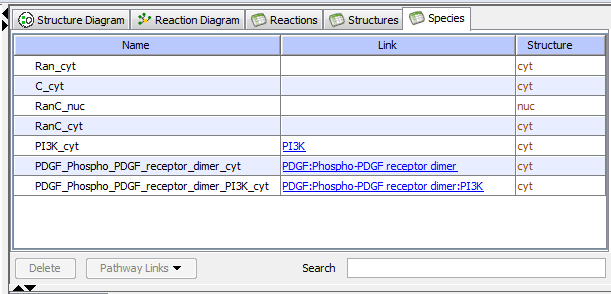 Structure Diagram Reaction Diagram Reactions Structures Species
Name Link Structure
Ran_cyt cyt
C_cyt cyt
RanC_nuc nuc
RanC_cyt cyt
PI3K_cyt PI3K cyt
PDGF_Phospho_PDGF_receptor_dimer_cyt PDGF:Phospho-PDGF receptor dimer cyt
PDGF_Phospho_PDGF_receptor_dimer_PI3K_cyt PDGF:Phospho-PDGF receptor dimer:PI3K cyt
Delete Pathway Links Search